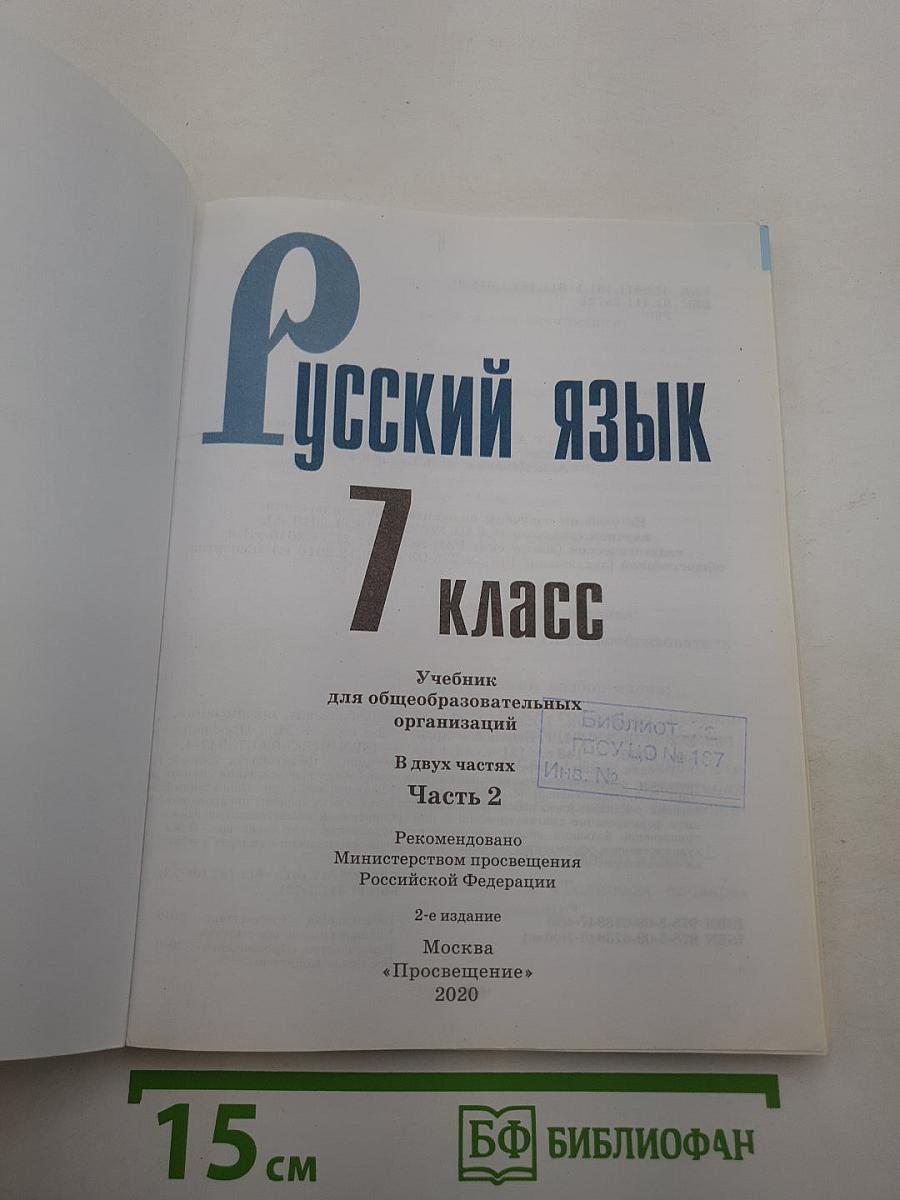 Русский язык
7 класс
Учебник
для общеобразовательных
организаций
В двух частях
Часть 2
Рекомендовано
Министерством просвещения
Российской Федерации
2-е издание
Москва
«Просвещение»
2020
ГБОУ ЦО №
Инв. №
15 см
БФ БИБЛИОФАН